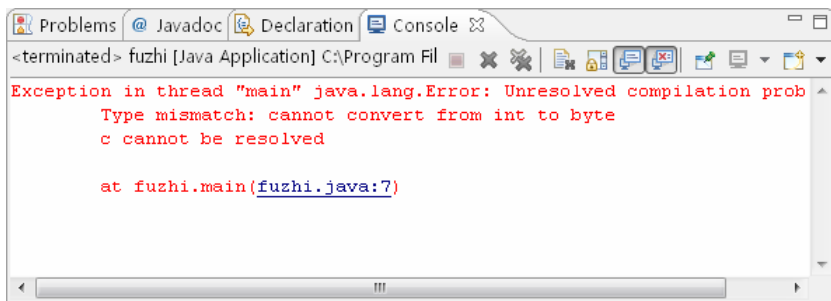 Problems @ Javadoc Declaration Console
<terminated> fuzhi [Java Application] C:\Program Fil
Exception in thread "main" java.lang.Error: Unresolved compilation prob
Type mismatch: cannot convert from int to byte
c cannot be resolved
at fuzhi.main(fuzhi.java:7)